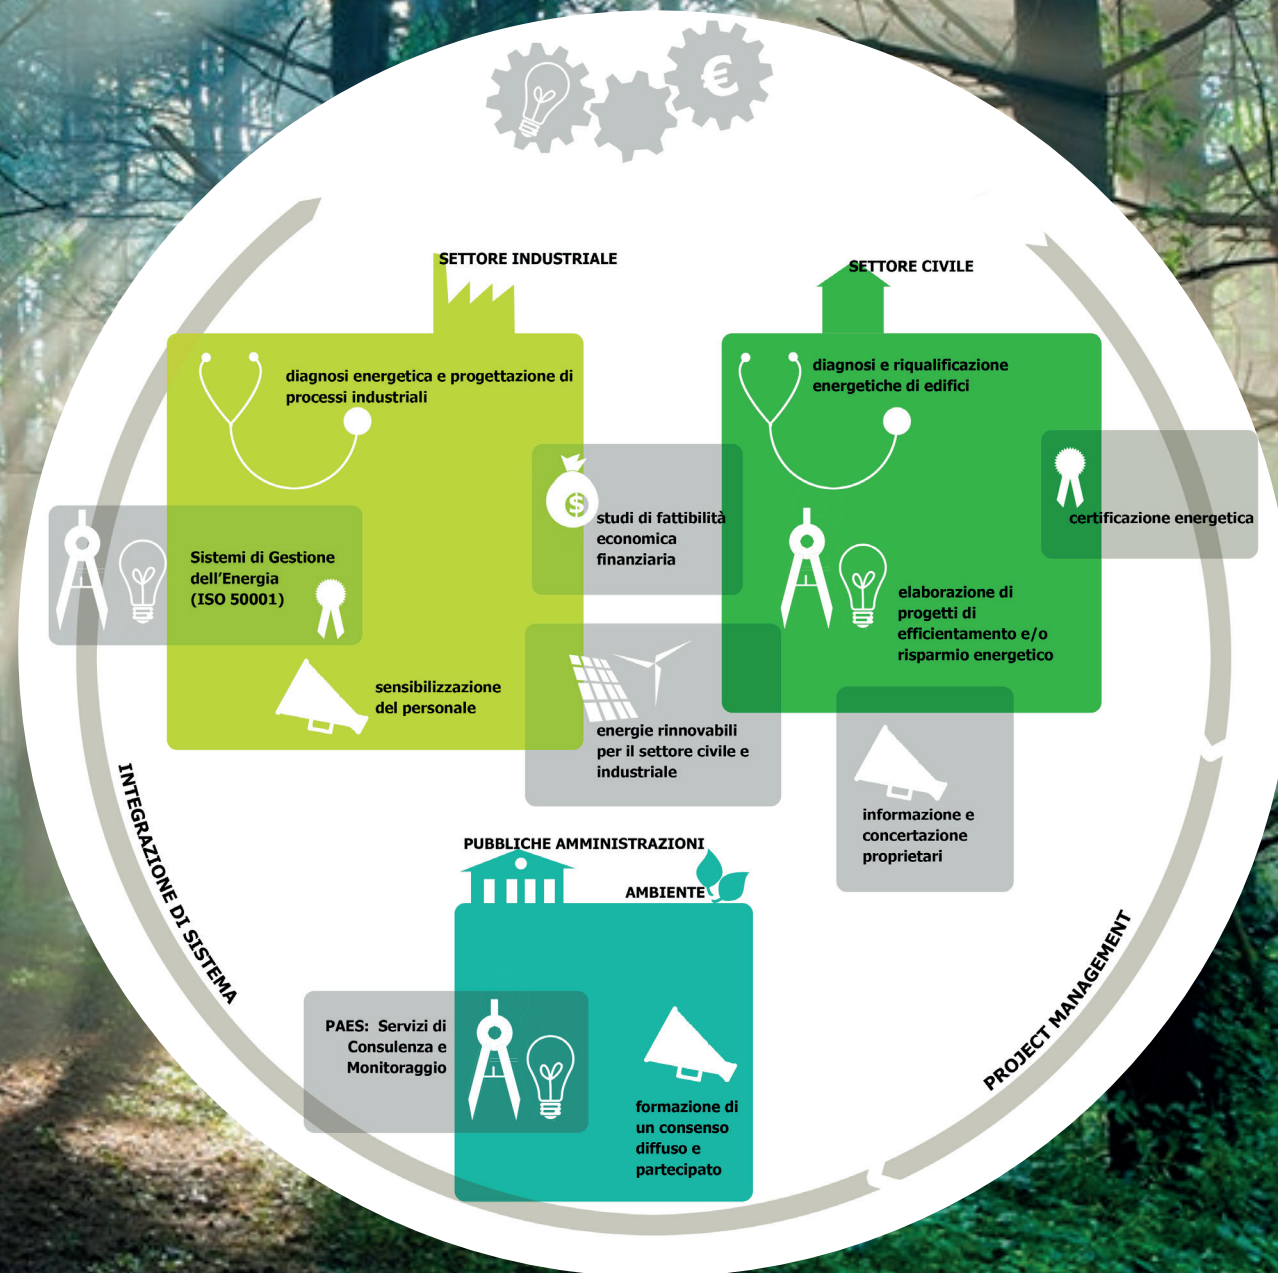 €
SETTORE INDUSTRIALE
SETTORE CIVILE
diagnosi energetica e progettazione di
processi industriali
diagnosi e riqualificazione
energetiche di edifici
$
studi di fattibilità
economica
finanziaria
certificazione energetica
Sistemi di Gestione
dell'Energia
(ISO 50001)
elaborazione di
progetti di
efficientamento e/o
risparmio energetico
sensibilizzazione
del personale
energie rinnovabili
per il settore civile e
industriale
informazione e
concertazione
proprietari
INTEGRAZIONE DI SISTEMA
PUBBLICHE AMMINISTRAZIONI
AMBIENTE
PROJECT MANAGEMENT
PAES:  Servizi di
Consulenza e
Monitoraggio
formazione di
un consenso
diffuso e
partecipato